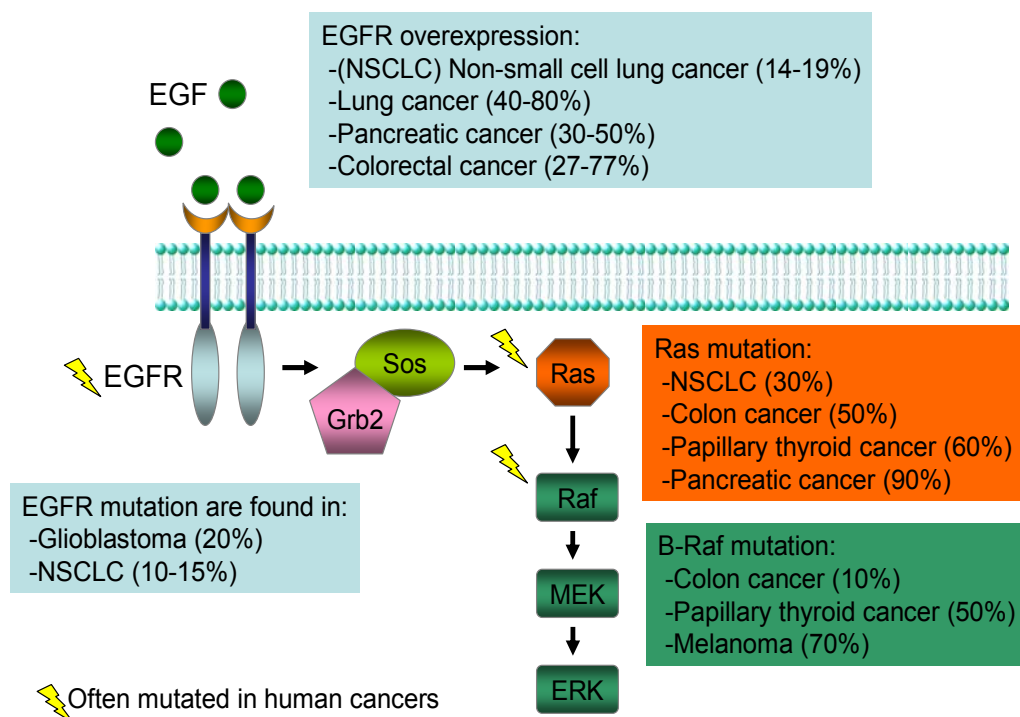 EGFR overexpression:
-(NSCLC) Non-small cell lung cancer (14-19%)
-Lung cancer (40-80%)
-Pancreatic cancer (30-50%)
-Colorectal cancer (27-77%)
EGF
EGFR
Sos
Grb2
Ras
Raf
MEK
ERK
Ras mutation:
-NSCLC (30%)
-Colon cancer (50%)
-Papillary thyroid cancer (60%)
-Pancreatic cancer (90%)
EGFR mutation are found in:
-Glioblastoma (20%)
-NSCLC (10-15%)
B-Raf mutation:
-Colon cancer (10%)
-Papillary thyroid cancer (50%)
-Melanoma (70%)
Often mutated in human cancers